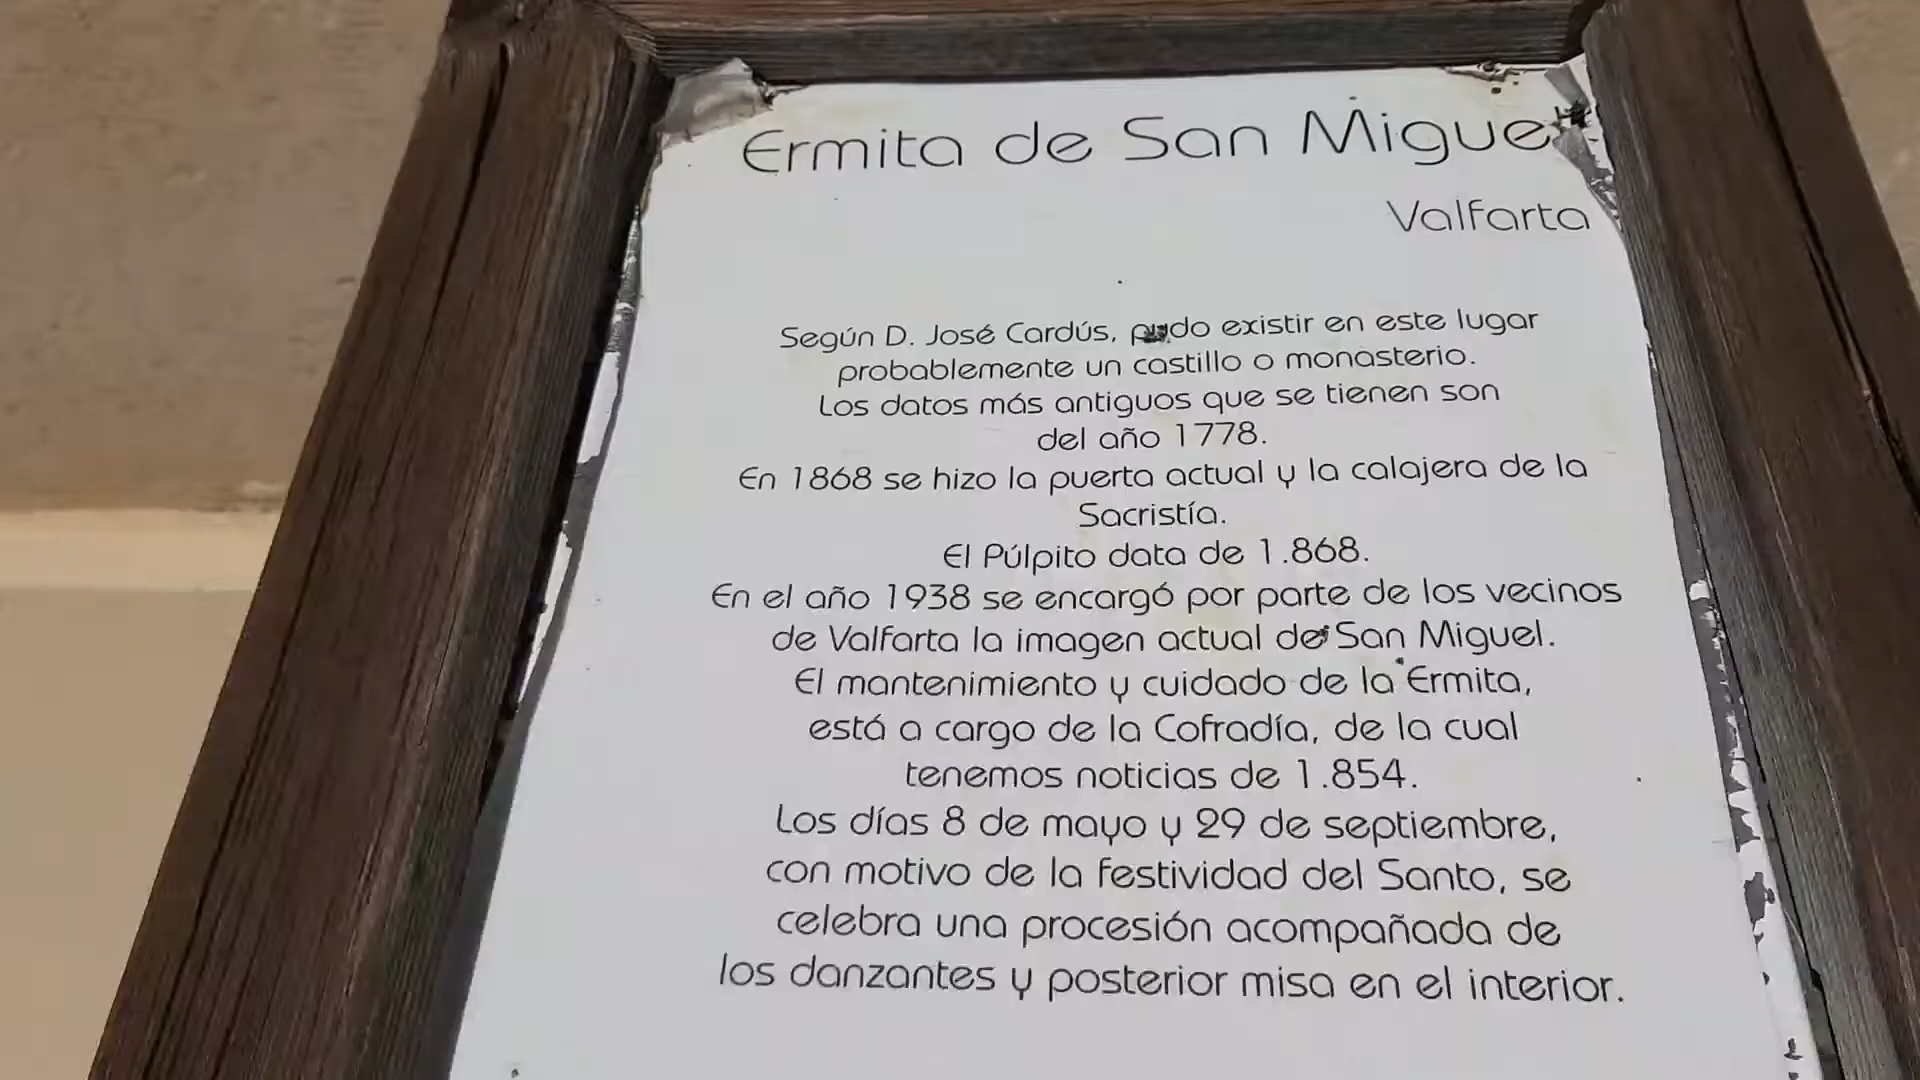 Ermita de San Miguel
Valfarta
Según D. José Cardús, pudo existir en este lugar
probablemente un castillo o monasterio.
Los datos más antiguos que se tienen son
del año 1778.
En 1868 se hizo la puerta actual y la calajera de la
Sacristía.
El Púlpito data de 1.868.
En el año 1938 se encargó por parte de los vecinos
de Valfarta la imagen actual de San Miguel.
El mantenimiento y cuidado de la Ermita,
está a cargo de la Cofradía, de la cual
tenemos noticias de 1.854.
Los días 8 de mayo y 29 de septiembre,
con motivo de la festividad del Santo, se
celebra una procesión acompañada de
los danzantes y posterior misa en el interior.